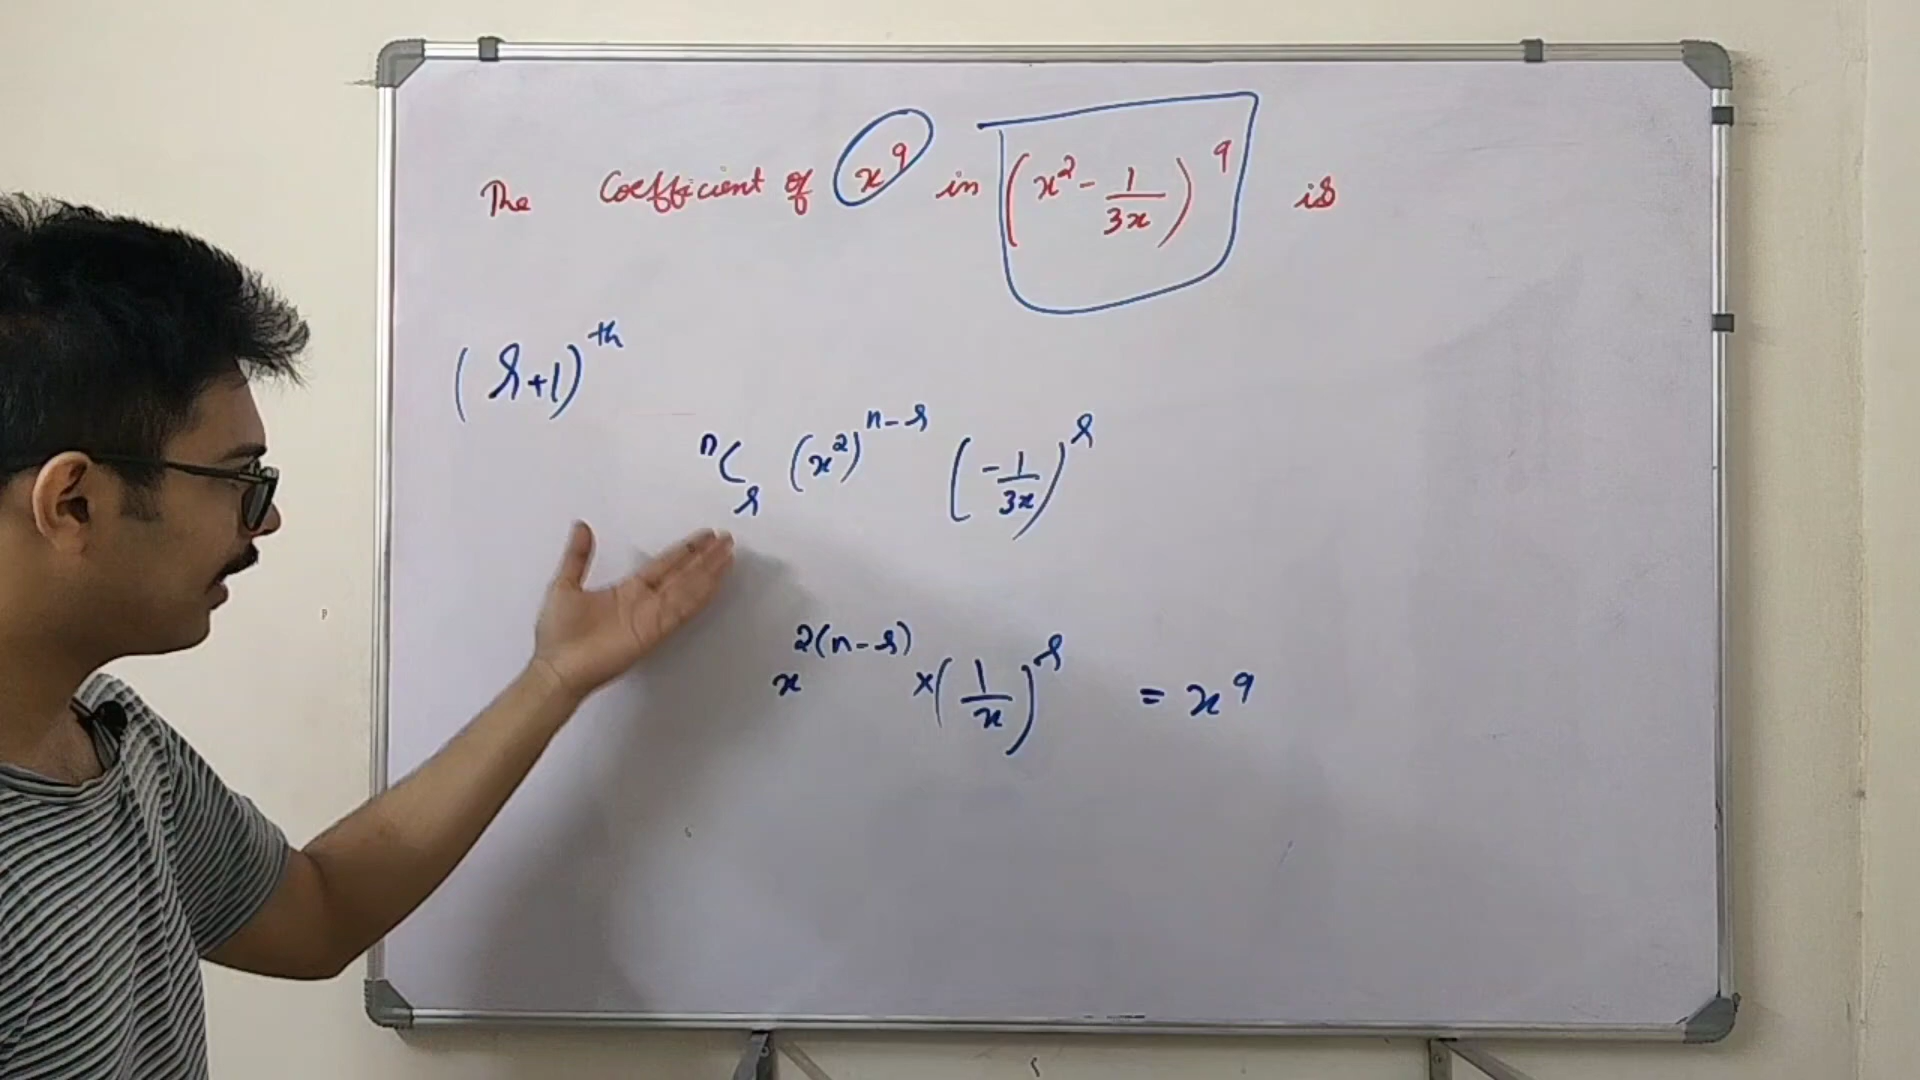 The Coefficient of x^9 in (x^2 - 1/3x)^9 is
(r+1)^th
^nC_r (x^2)^{n-r} (-1/3x)^r
x^{2(n-r)} × (1/x)^r = x^9